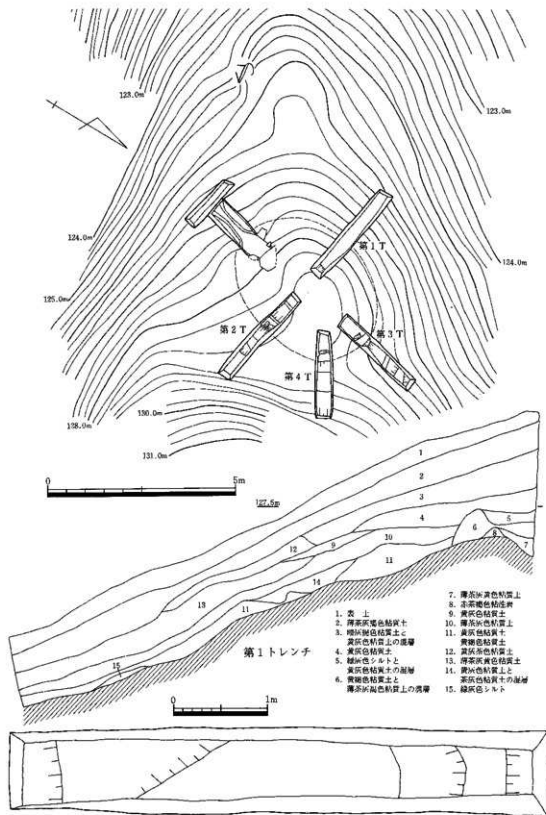 123.0m
123.0m
124.0m
124.0m
第1T
125.0m
第2T
第3T
第4T
130.0m
131.0m
0 5m
127.5m
1
2
3
4
5
6
7
8
9
10
11
12
13
14
11
15
第1トレンチ
0 1m
1. 表土
2. 薄茶灰褐色粘質土
3. 暗灰褐色粘質土と
黄灰色粘質土の混層
4. 黄灰色粘質土
5. 緑灰色シルトと
黄灰色粘質土の混層
6. 黄褐色粘質土と
薄茶灰褐色粘質土の混層
7. 薄茶灰黄色粘質土
8. 赤茶褐色粘質土
9. 黄灰色粘質土
10. 薄茶灰色粘質土
11. 黄灰色粘質土
黄褐色粘質土
12. 黄灰茶色粘質土
13. 薄茶灰黄色粘質土
14. 黄灰色粘質土と
茶灰色粘質土の混層
15. 緑灰色シルト